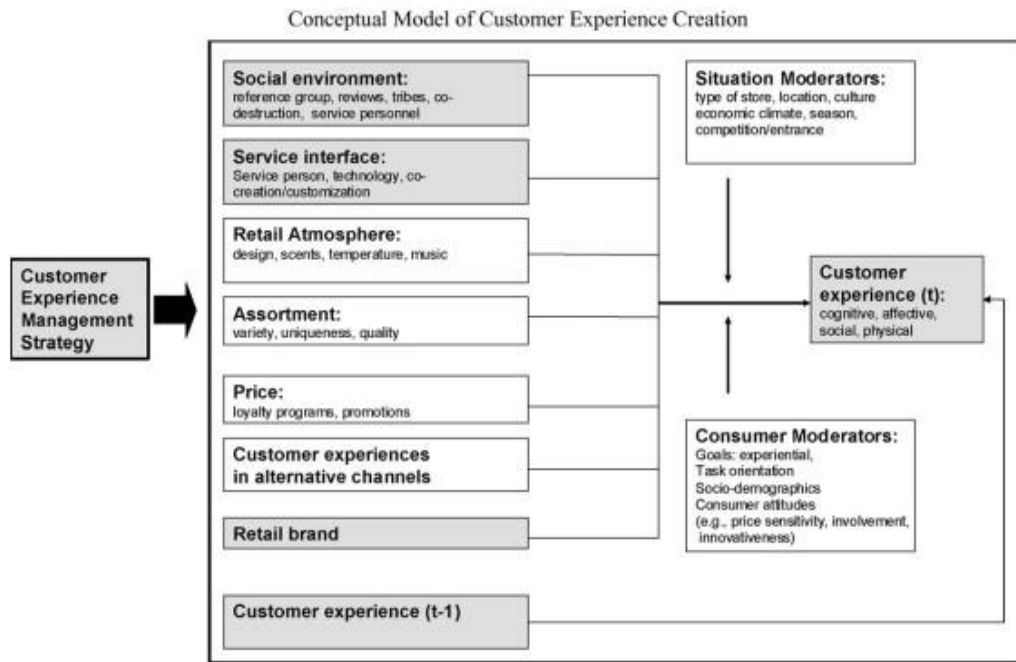 Conceptual Model of Customer Experience Creation
Social environment:
reference group, reviews, tribes, co-
destruction, service personnel
Service interface:
Service person, technology, co-
creation/customization
Retail Atmosphere:
design, scents, temperature, music
Assortment:
variety, uniqueness, quality
Price:
loyalty programs, promotions
Customer experiences
in alternative channels
Retail brand
Customer experience (t-1)
Customer
Experience
Management
Strategy
Situation Moderators:
type of store, location, culture
economic climate, season,
competition/entrance
Customer
experience (t):
cognitive, affective,
social, physical
Consumer Moderators:
Goals: experiential,
Task orientation
Socio-demographics
Consumer attitudes
(e.g., price sensitivity, involvement,
innovativeness)